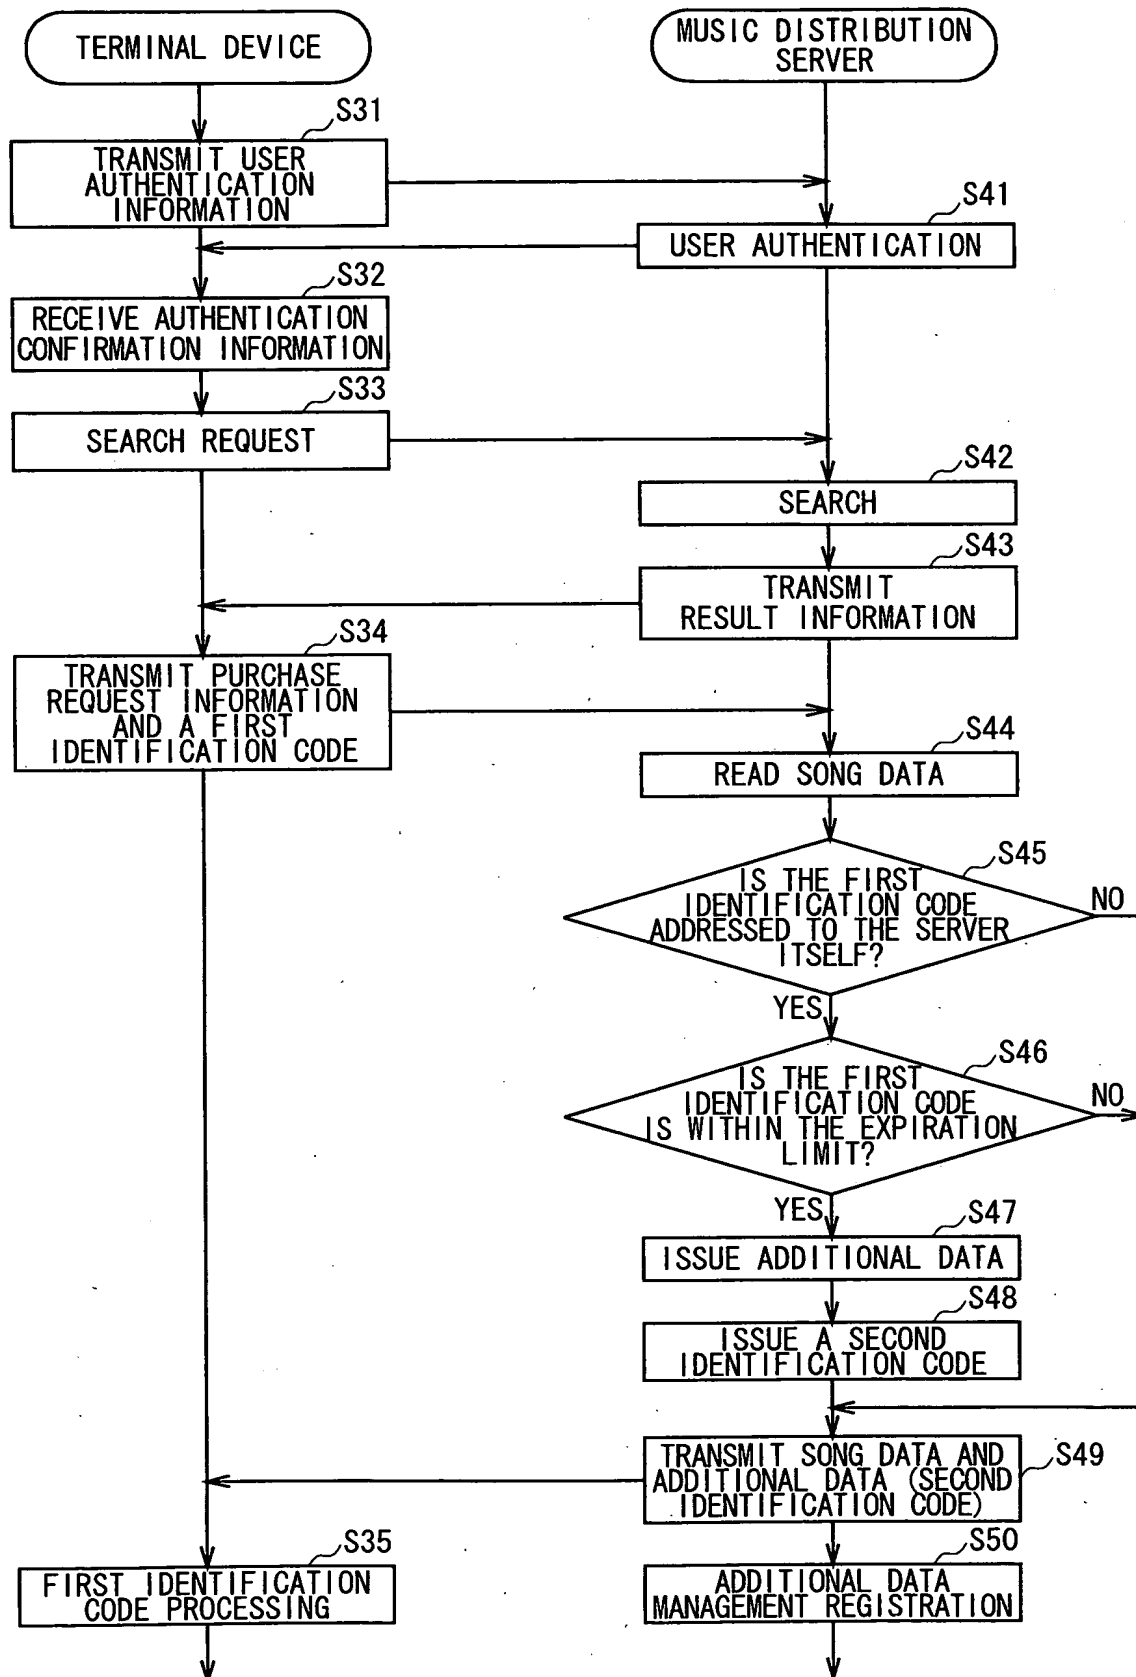 TERMINAL DEVICE
MUSIC DISTRIBUTION
SERVER
S31
TRANSMIT USER
AUTHENTICATION
INFORMATION
S41
USER AUTHENTICATION
S32
RECEIVE AUTHENTICATION
CONFIRMATION INFORMATION
S33
SEARCH REQUEST
S42
SEARCH
S43
TRANSMIT
RESULT INFORMATION
S34
TRANSMIT PURCHASE
REQUEST INFORMATION
AND A FIRST
IDENTIFICATION CODE
S44
READ SONG DATA
S45
IS THE FIRST
IDENTIFICATION CODE
ADDRESSED TO THE SERVER
ITSELF?
NO
YES
S46
IS THE FIRST
IDENTIFICATION CODE
IS WITHIN THE EXPIRATION
LIMIT?
NO
YES
S47
ISSUE ADDITIONAL DATA
S48
ISSUE A SECOND
IDENTIFICATION CODE
TRANSMIT SONG DATA AND
ADDITIONAL DATA (SECOND
IDENTIFICATION CODE)
S49
S35
FIRST IDENTIFICATION
CODE PROCESSING
S50
ADDITIONAL DATA
MANAGEMENT REGISTRATION